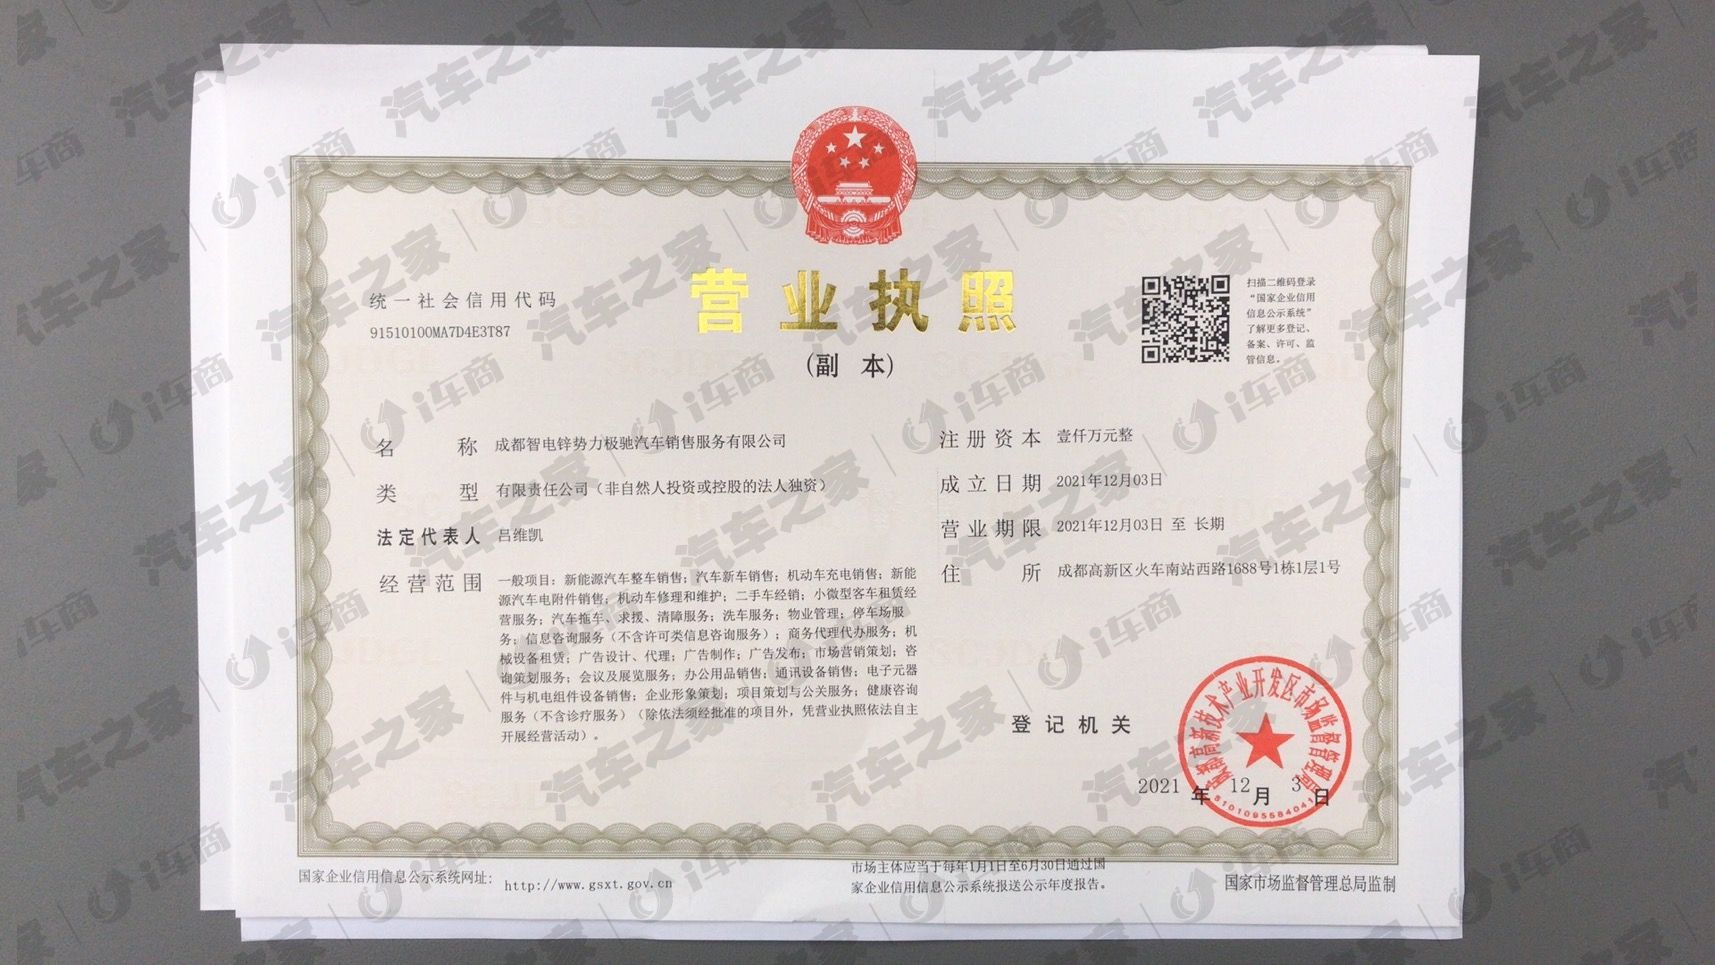 统一社会信用代码
91510100MA7D4E3T87
营业执照
(副 本)
扫描二维码登录
“国家企业信用
信息公示系统”
了解更多登记、
备案、许可、监
管信息。
名 称 成都智电锌势力极驰汽车销售服务有限公司
类 型 有限责任公司（非自然人投资或控股的法人独资）
法定代表人 吕维凯
经营范围 一般项目：新能源汽车整车销售；汽车新车销售；机动车充电销售；新能
源汽车电附件销售；机动车修理和维护；二手车经销；小微型客车租赁经
营服务；汽车拖车、求援、清障服务；洗车服务；物业管理；停车场服
务；信息咨询服务（不含许可类信息咨询服务）；商务代理代办服务；机
械设备租赁；广告设计、代理；广告制作；广告发布；市场营销策划；咨
询策划服务；会议及展览服务；办公用品销售；通讯设备销售；电子元器
件与机电组件设备销售；企业形象策划；项目策划与公关服务；健康咨询
服务（不含诊疗服务）（除依法须经批准的项目外，凭营业执照依法自主
开展经营活动）。
注册资本 壹仟万元整
成立日期 2021年12月03日
营业期限 2021年12月03日 至 长期
住 所 成都高新区火车南站西路1688号1栋1层1号
登记机关
成都高新技术产业开发区市场监督管理局
5101095684041
2021 年 12 月 3 日
国家企业信用信息公示系统网址： http://www.gsxt.gov.cn
市场主体应当于每年1月1日至6月30日通过国
家企业信用信息公示系统报送公示年度报告。
国家市场监督管理总局监制
汽车之家 | i车商